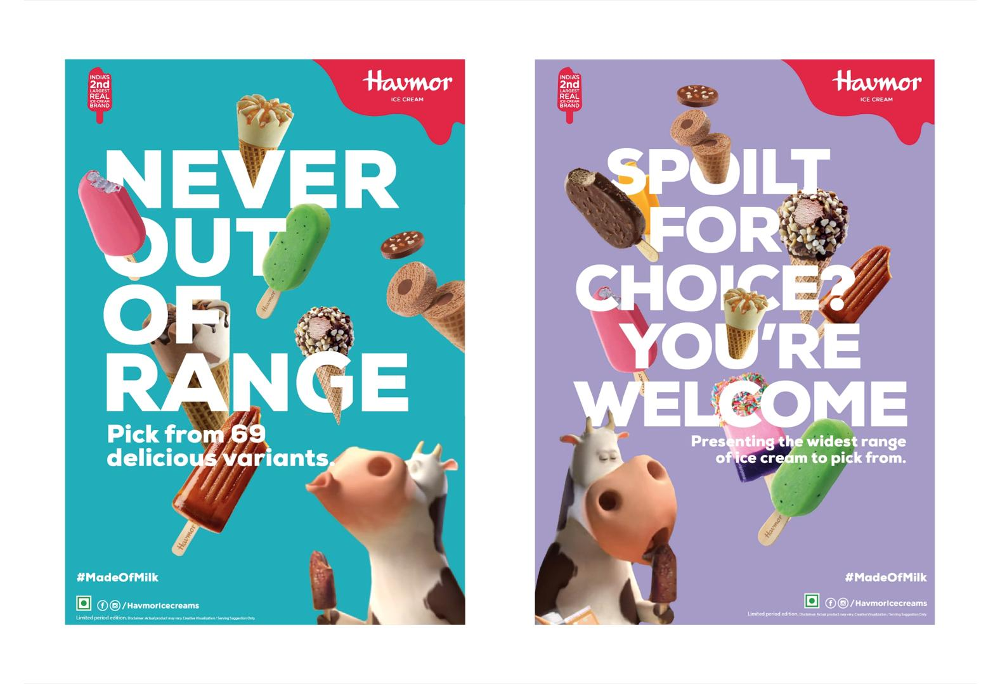 INDIA'S
2nd
LARGEST
REAL
ICE-CREAM
BRAND
Havmor
ICE CREAM
NEVER
OUT
OF
RANGE
Pick from 69
delicious variants.
Havmor
Havmor
#MadeOfMilk
/HavmorIcecreams
Limited period edition. Disclaimer: Actual product may vary. Creative Visualization / Serving Suggestion Only.
INDIA'S
2nd
LARGEST
REAL
ICE-CREAM
BRAND
Havmor
ICE CREAM
SPOILT
FOR
CHOICE?
YOU'RE
WELCOME
Presenting the widest range
of ice cream to pick from.
Havmor
Havmor
#MadeOfMilk
/HavmorIcecreams
Limited period edition. Disclaimer: Actual product may vary. Creative Visualization / Serving Suggestion Only.